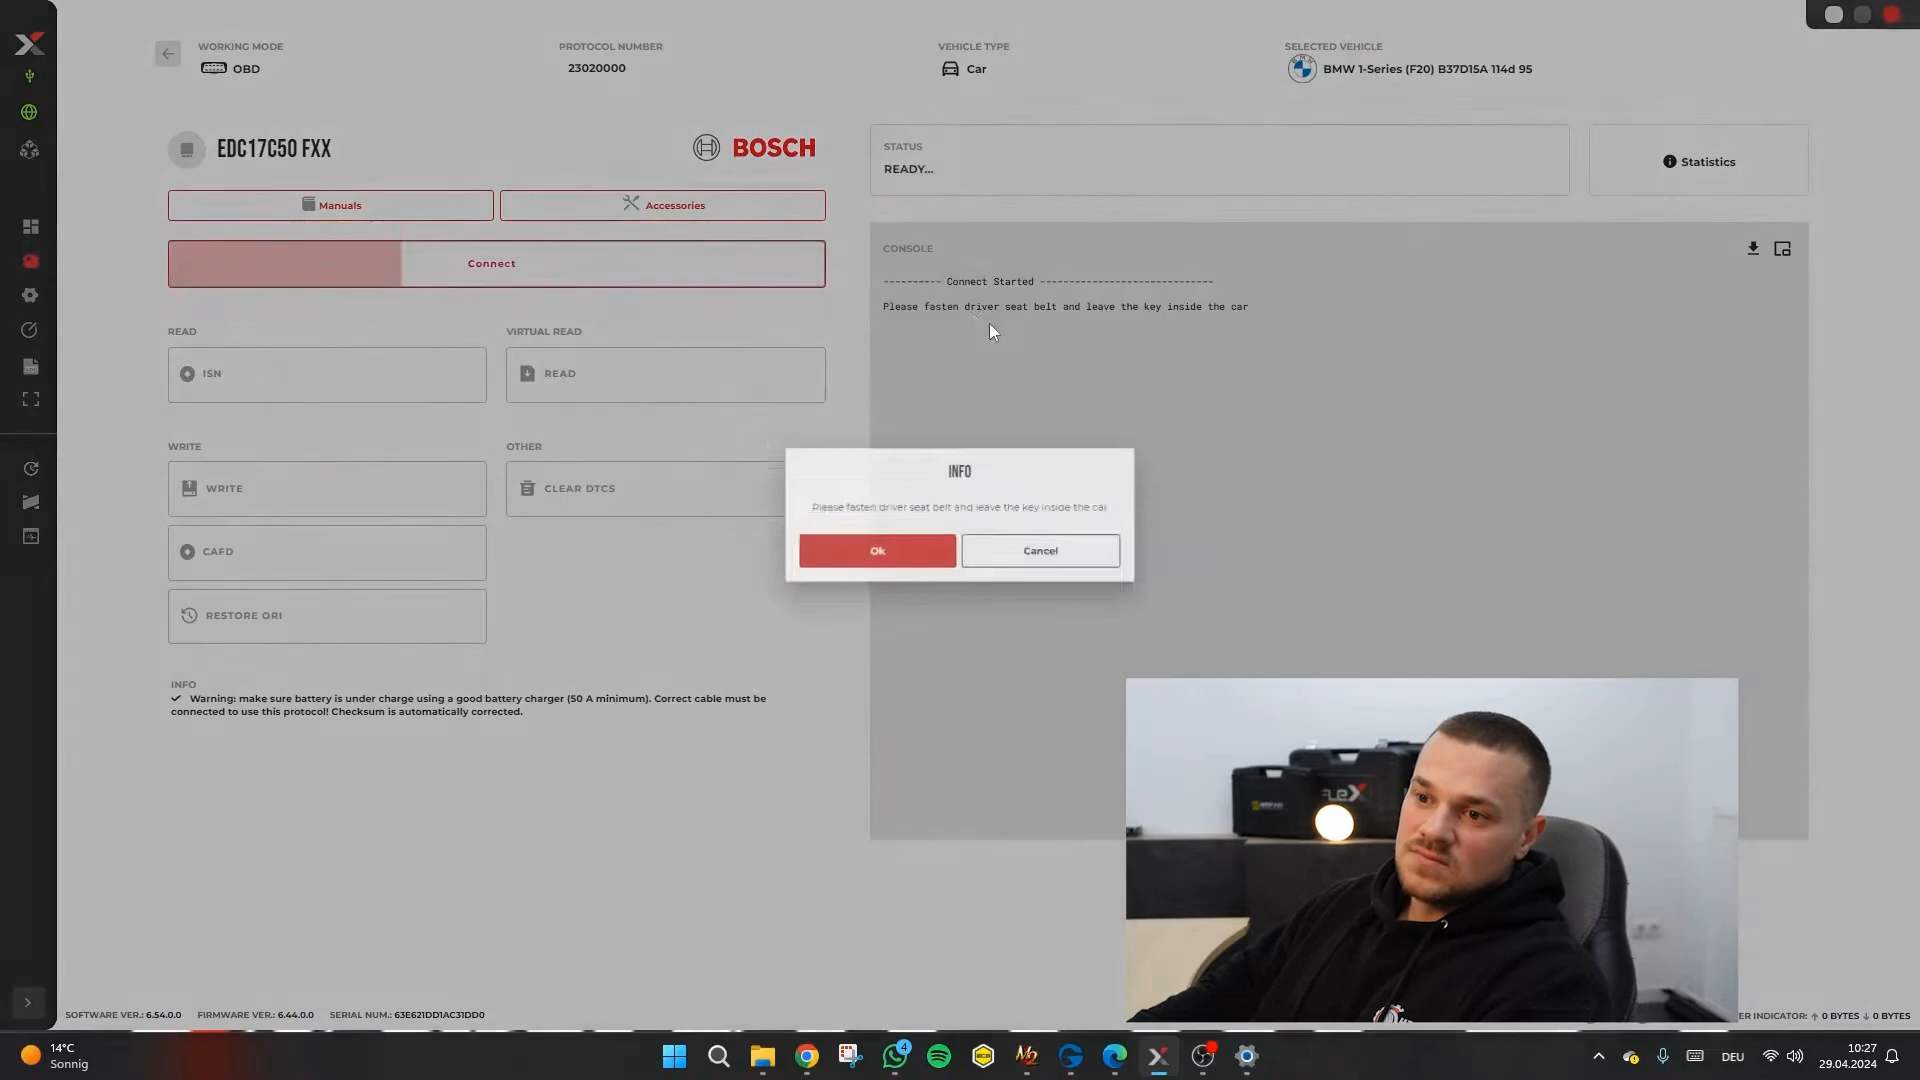 WORKING MODE
OBD
PROTOCOL NUMBER
23020000
VEHICLE TYPE
Car
SELECTED VEHICLE
BMW 1-Series (F20) B37D15A 114d 95
EDC17C50 FXX
BOSCH
Manuals
Accessories
Connect
STATUS
READY...
Statistics
CONSOLE
---------- Connect Started ------------------------------
Please fasten driver seat belt and leave the key inside the car
READ
ISN
VIRTUAL READ
READ
WRITE
WRITE
CAFD
RESTORE ORI
OTHER
CLEAR DTCS
INFO
Please fasten driver seat belt and leave the key inside the car
Ok
Cancel
INFO
Warning: make sure battery is under charge using a good battery charger (50 A minimum). Correct cable must be
connected to use this protocol! Checksum is automatically corrected.
FLEX
SOFTWARE VER.: 6.54.0.0 FIRMWARE VER.: 6.44.0.0 SERIAL NUM.: 63E621DD1AC31DD0
ER INDICATOR: ↑ 0 BYTES ↓ 0 BYTES
14°C
Sonnig
4
DEU
10:27
29.04.2024